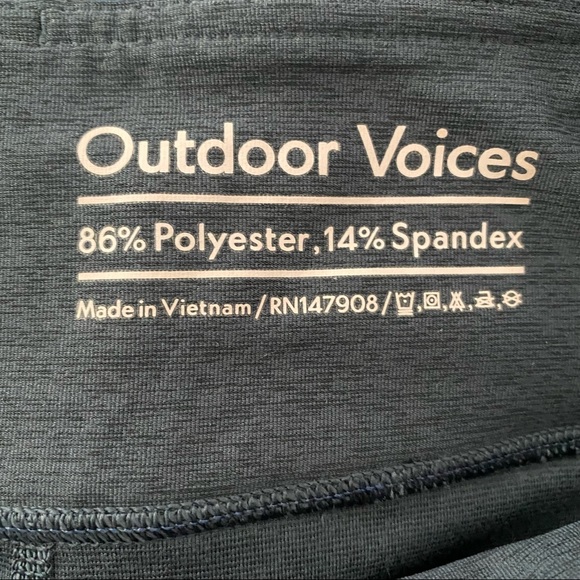 Outdoor Voices
86% Polyester, 14% Spandex
Made in Vietnam / RN147908 /